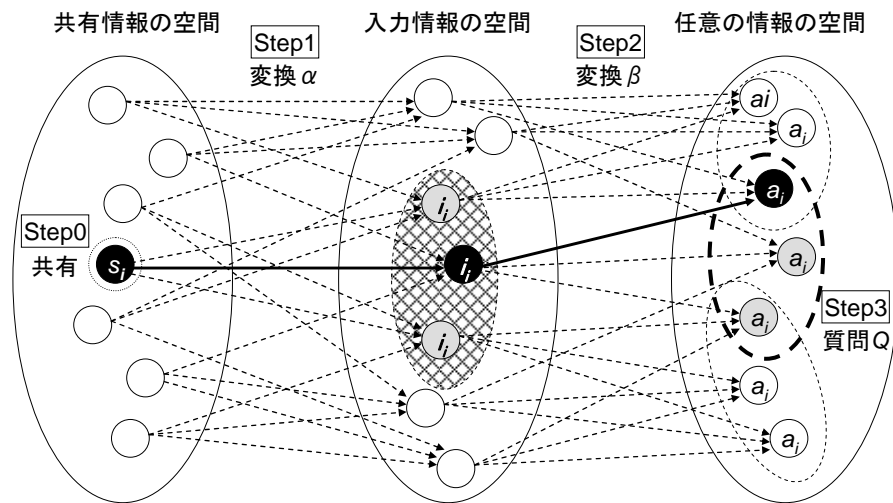 共有情報の空間
入力情報の空間
任意の情報の空間
Step1
変換α
Step2
変換β
ai
a_i
a_i
i_i
Step0
共有
s_i
i_i
a_i
a_i
Step3
質問Q
i_i
a_i
a_i